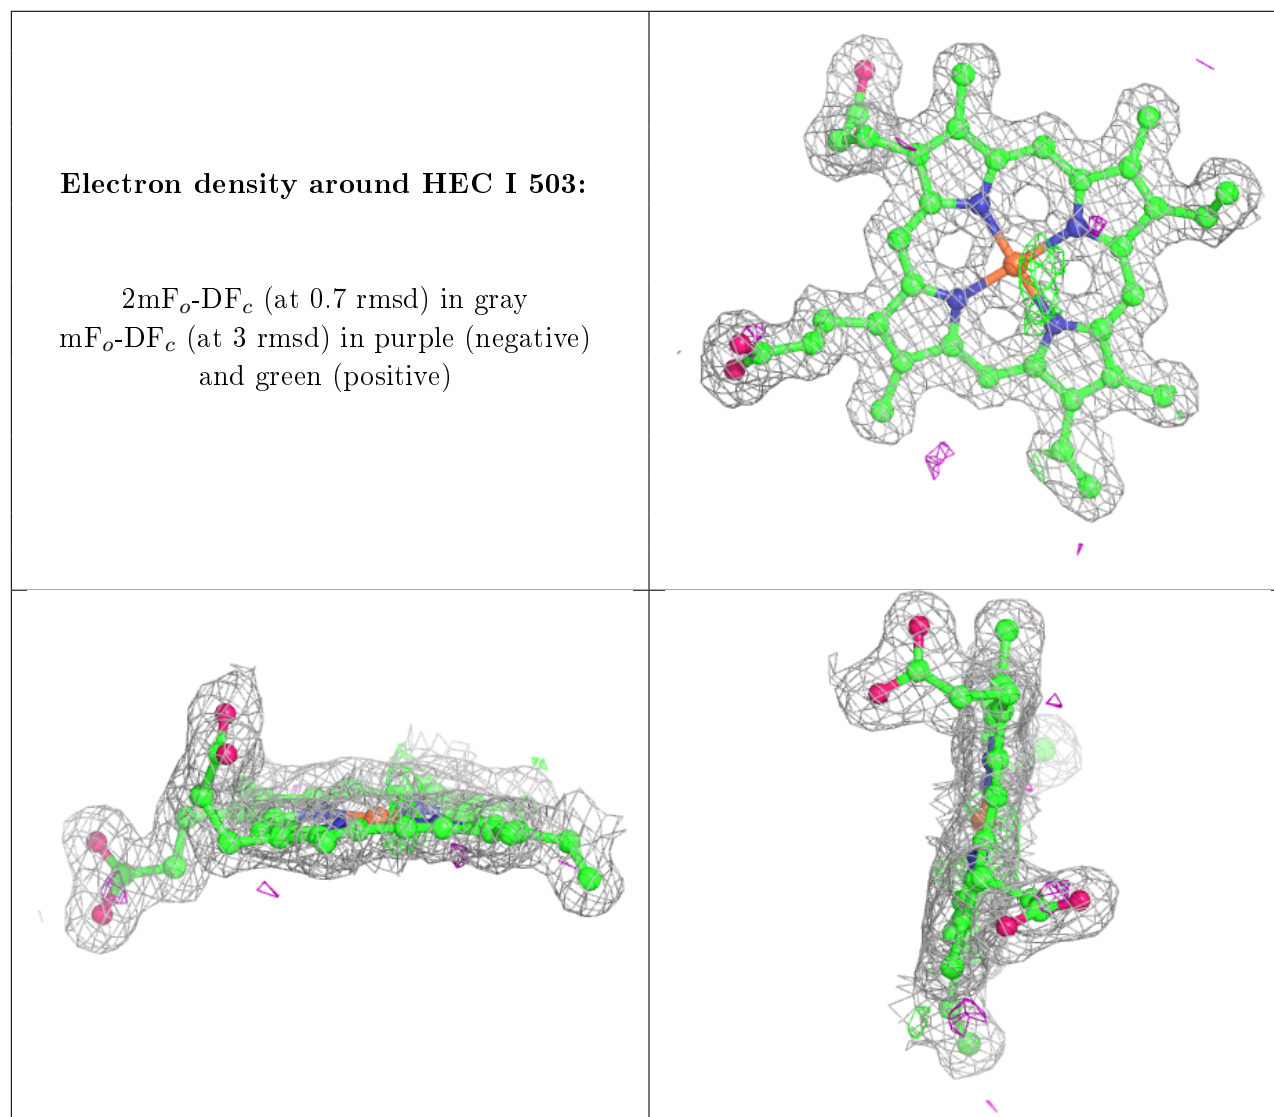 Electron density around HEC I 503:
2mFo-DFc (at 0.7 rmsd) in gray
mFo-DFc (at 3 rmsd) in purple (negative)
and green (positive)